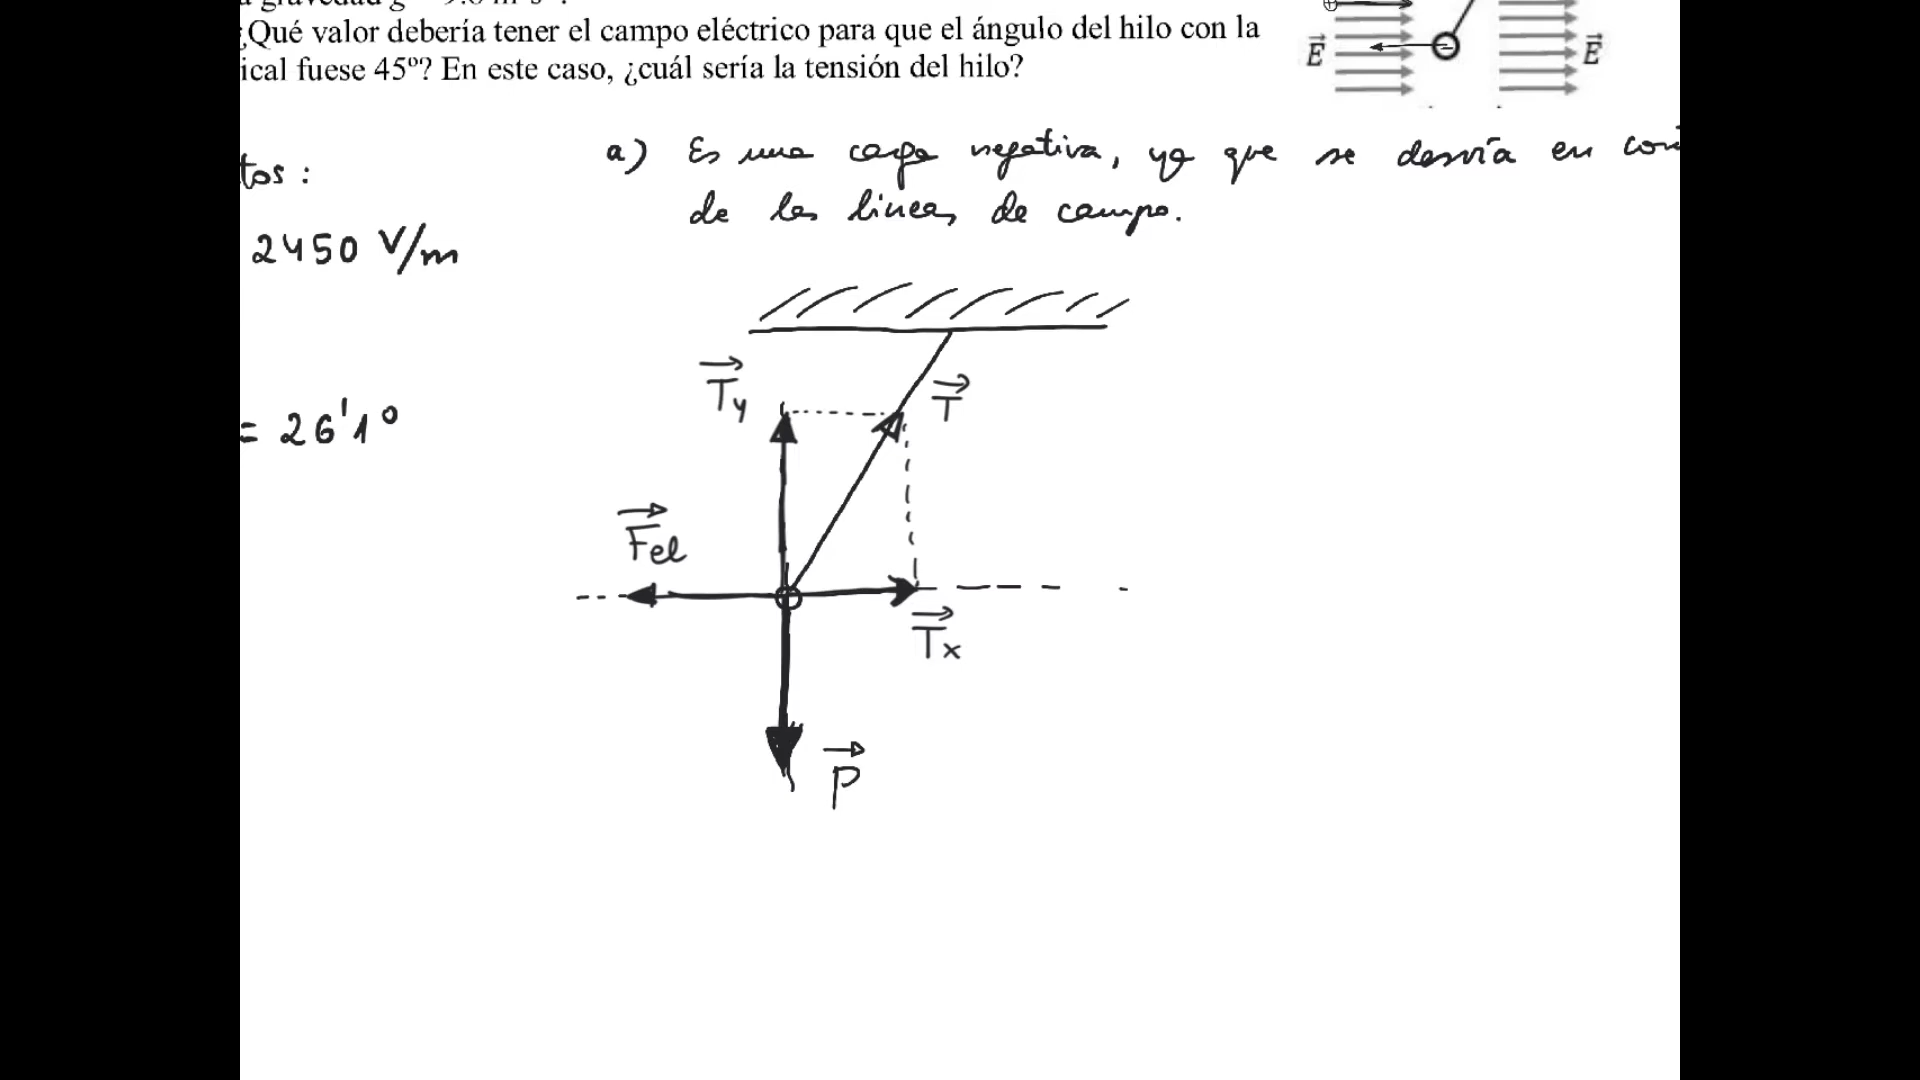 ¿Qué valor debería tener el campo eléctrico para que el ángulo del hilo con la
ical fuese 45º? En este caso, ¿cuál sería la tensión del hilo?
E E
tos :
a) Es una carga negativa, ya que se desvía en
de las lineas de campo.
2450 V/m
Ty
T
= 26'1º
Fel
Tx
P